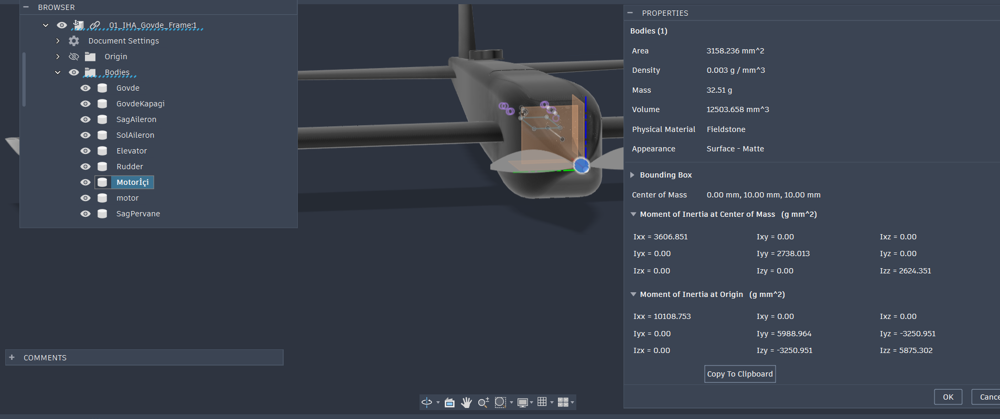 BROWSER
01_IHA_Govde_Frame:1
Document Settings
Origin
Bodies
Govde
GovdeKapagi
SagAileron
SolAileron
Elevator
Rudder
Motorİçi
motor
SagPervane
COMMENTS
PROPERTIES
Bodies (1)
Area 3158.236 mm^2
Density 0.003 g / mm^3
Mass 32.51 g
Volume 12503.658 mm^3
Physical Material Fieldstone
Appearance Surface - Matte
Bounding Box
Center of Mass 0.00 mm, 10.00 mm, 10.00 mm
Moment of Inertia at Center of Mass (g mm^2)
Ixx = 3606.851 Ixy = 0.00 Ixz = 0.00
Iyx = 0.00 Iyy = 2738.013 Iyz = 0.00
Izx = 0.00 Izy = 0.00 Izz = 2624.351
Moment of Inertia at Origin (g mm^2)
Ixx = 10108.753 Ixy = 0.00 Ixz = 0.00
Iyx = 0.00 Iyy = 5988.964 Iyz = -3250.951
Izx = 0.00 Izy = -3250.951 Izz = 5875.302
Copy To Clipboard
OK Cance